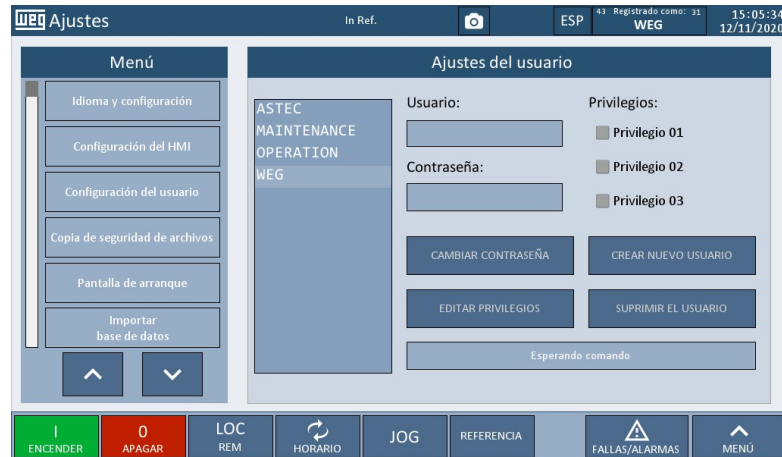 WEG Ajustes
In Ref.
ESP
43 Registrado como: 31
WEG
15:05:34
12/11/2020
Menú
Idioma y configuración
Configuración del HMI
Configuración del usuario
Copia de seguridad de archivos
Pantalla de arranque
Importar
base de datos
Ajustes del usuario
ASTEC
MAINTENANCE
OPERATION
WEG
Usuario:
Contraseña:
Privilegios:
Privilegio 01
Privilegio 02
Privilegio 03
CAMBIAR CONTRASEÑA
CREAR NUEVO USUARIO
EDITAR PRIVILEGIOS
SUPRIMIR EL USUARIO
Esperando comando
I
ENCENDER
0
APAGAR
LOC
REM
HORARIO
JOG
REFERENCIA
FALLAS/ALARMAS
MENÚ